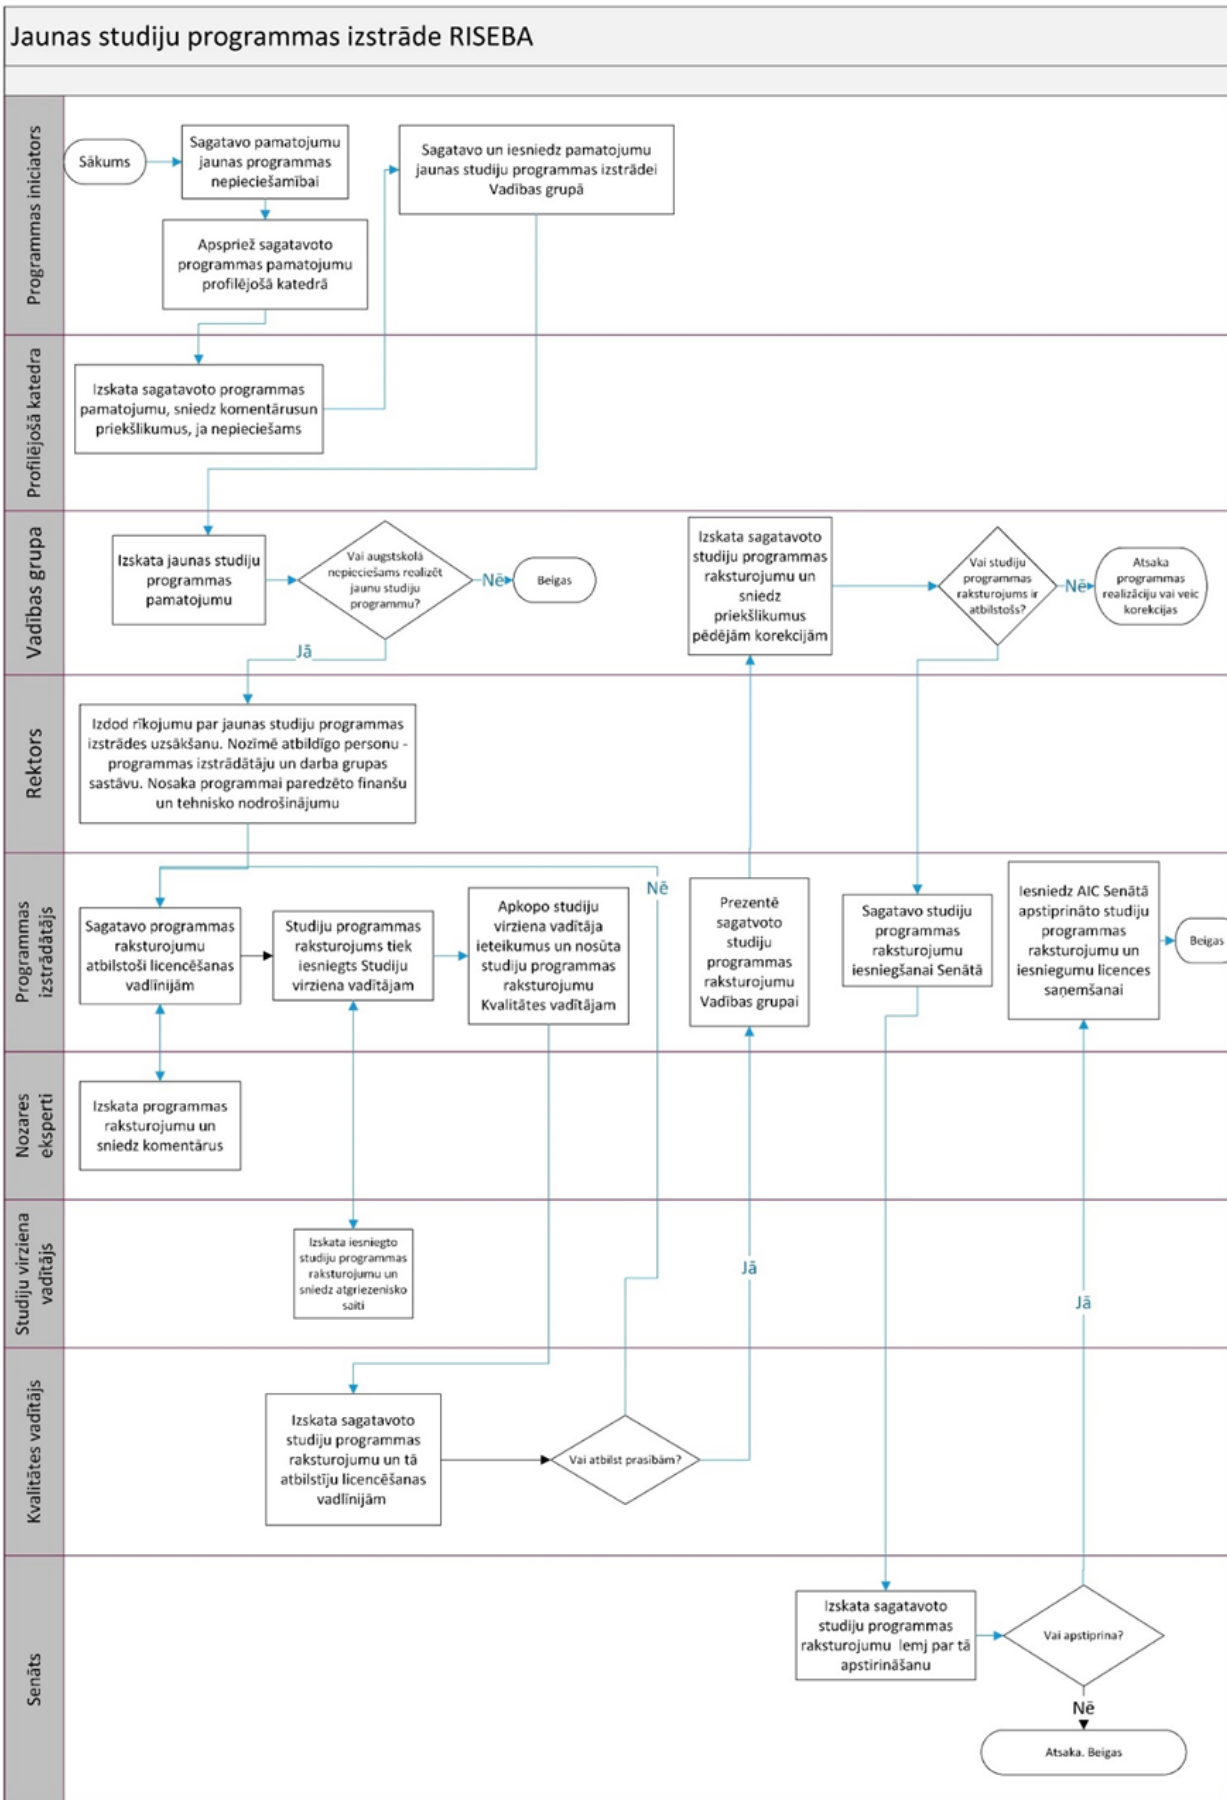 Jaunas studiju programmas izstrāde RISEBA
Programmas iniciators
Sākums
Sagatavo pamatojumu
jaunas programmas
nepieciešamībai
Sagatavo un iesniedz pamatojumu
jaunas studiju programmas izstrādei
Vadības grupā
Apspriež sagatavoto
programmas pamatojumu
profilējošā katedrā
Profilējošā katedra
Izskata sagatavoto programmas
pamatojumu, sniedz komentārusun
priekšlikumus, ja nepieciešams
Vadības grupa
Izskata jaunas studiju
programmas
pamatojumu
Vai augstskolā
nepieciešams realizēt
jaunu studiju
programmu?
Nē
Beigas
Jā
Izskata sagatavoto
studiju programmas
raksturojumu un
sniedz
priekšlikumus
pēdējām korekcijām
Vai studiju
programmas
raksturojums ir
atbilstošs?
Nē
Atsaka
programmas
realizāciju vai veic
korekcijas
Rektors
Izdod rīkojumu par jaunas studiju programmas
izstrādes uzsākšanu. Nozīmē atbildīgo personu -
programmas izstrādātāju un darba grupas
sastāvu. Nosaka programmai paredzēto finanšu
un tehnisko nodrošinājumu
Programmas
izstrādātājs
Sagatavo programmas
raksturojumu
atbilstoši licencēšanas
vadlīnijām
Studiju programmas
raksturojums tiek
iesniegts Studiju
virziena vadītājam
Apkopo studiju
virziena vadītāja
ieteikumus un nosūta
studiju programmas
raksturojumu
Kvalitātes vadītājam
Nē
Prezentē
sagatvoto
studiju
programmas
raksturojumu
Vadības grupai
Sagatavo studiju
programmas
raksturojumu
iesniegšanai Senātā
Iesniedz AIC Senātā
apstiprināto studiju
programmas
raksturojumu un
iesniegumu licences
saņemšanai
Beigas
Nozares
eksperti
Izskata programmas
raksturojumu un
sniedz komentārus
Studiju virziena
vadītājs
Izskata iesniegto
studiju programmas
raksturojumu un
sniedz atgriezenisko
saiti
Jā
Jā
Kvalitātes vadītājs
Izskata sagatavoto
studiju programmas
raksturojumu un tā
atbilstīju licencēšanas
vadlīnijām
Vai atbilst prasībām?
Senāts
Izskata sagatavoto
studiju programmas
raksturojumu lemj par tā
apstirināšanu
Vai apstiprina?
Nē
Atsaka. Beigas